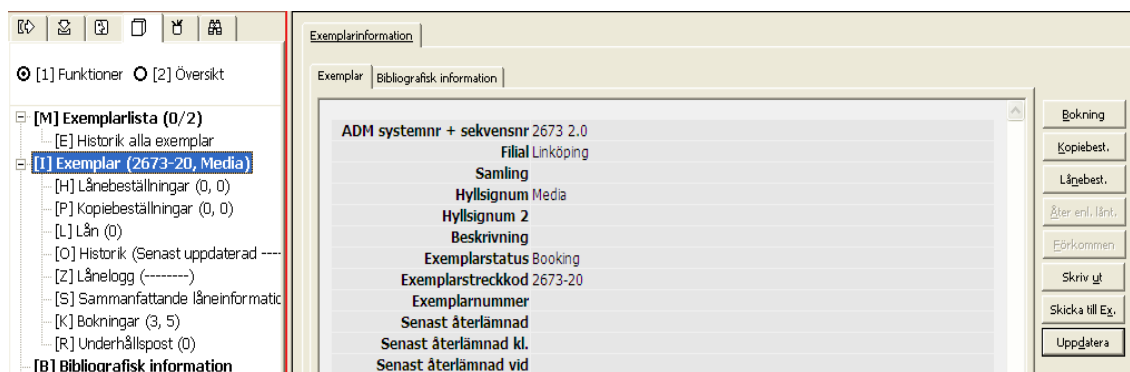 [1] Funktioner [2] Översikt
[M] Exemplarlista (0/2)
[E] Historik alla exemplar
[I] Exemplar (2673-20, Media)
[H] Lånebeställningar (0, 0)
[P] Kopiebeställningar (0, 0)
[L] Lån (0)
[O] Historik (Senast uppdaterad ----
[Z] Lånelogg (--------)
[S] Sammanfattande låneinformatic
[K] Bokningar (3, 5)
[R] Underhållspost (0)
[B] Bibliografisk information
Exemplarinformation
Exemplar Bibliografisk information
ADM systemnr + sekvensnr 2673 2.0
Filial Linköping
Samling
Hyllsignum Media
Hyllsignum 2
Beskrivning
Exemplarstatus Booking
Exemplarstreckkod 2673-20
Exemplarnummer
Senast återlämnad
Senast återlämnad kl.
Senast återlämnad vid
Bokning
Kopiebest.
Lånebest.
Åter enl. lånt.
Förkommen
Skriv ut
Skicka till Ex.
Uppdatera